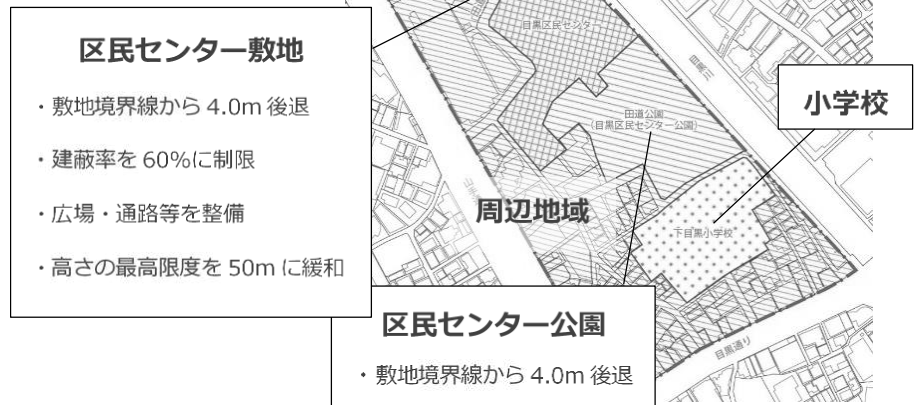 区民センター敷地
・敷地境界線から 4.0m 後退
・建蔽率を 60%に制限
・広場・通路等を整備
・高さの最高限度を 50m に緩和
目黒区民センター
目黒川
田道公園
（目黒区民センター公園）
小学校
周辺地域
下目黒小学校
区民センター公園
・敷地境界線から 4.0m 後退
目黒通り